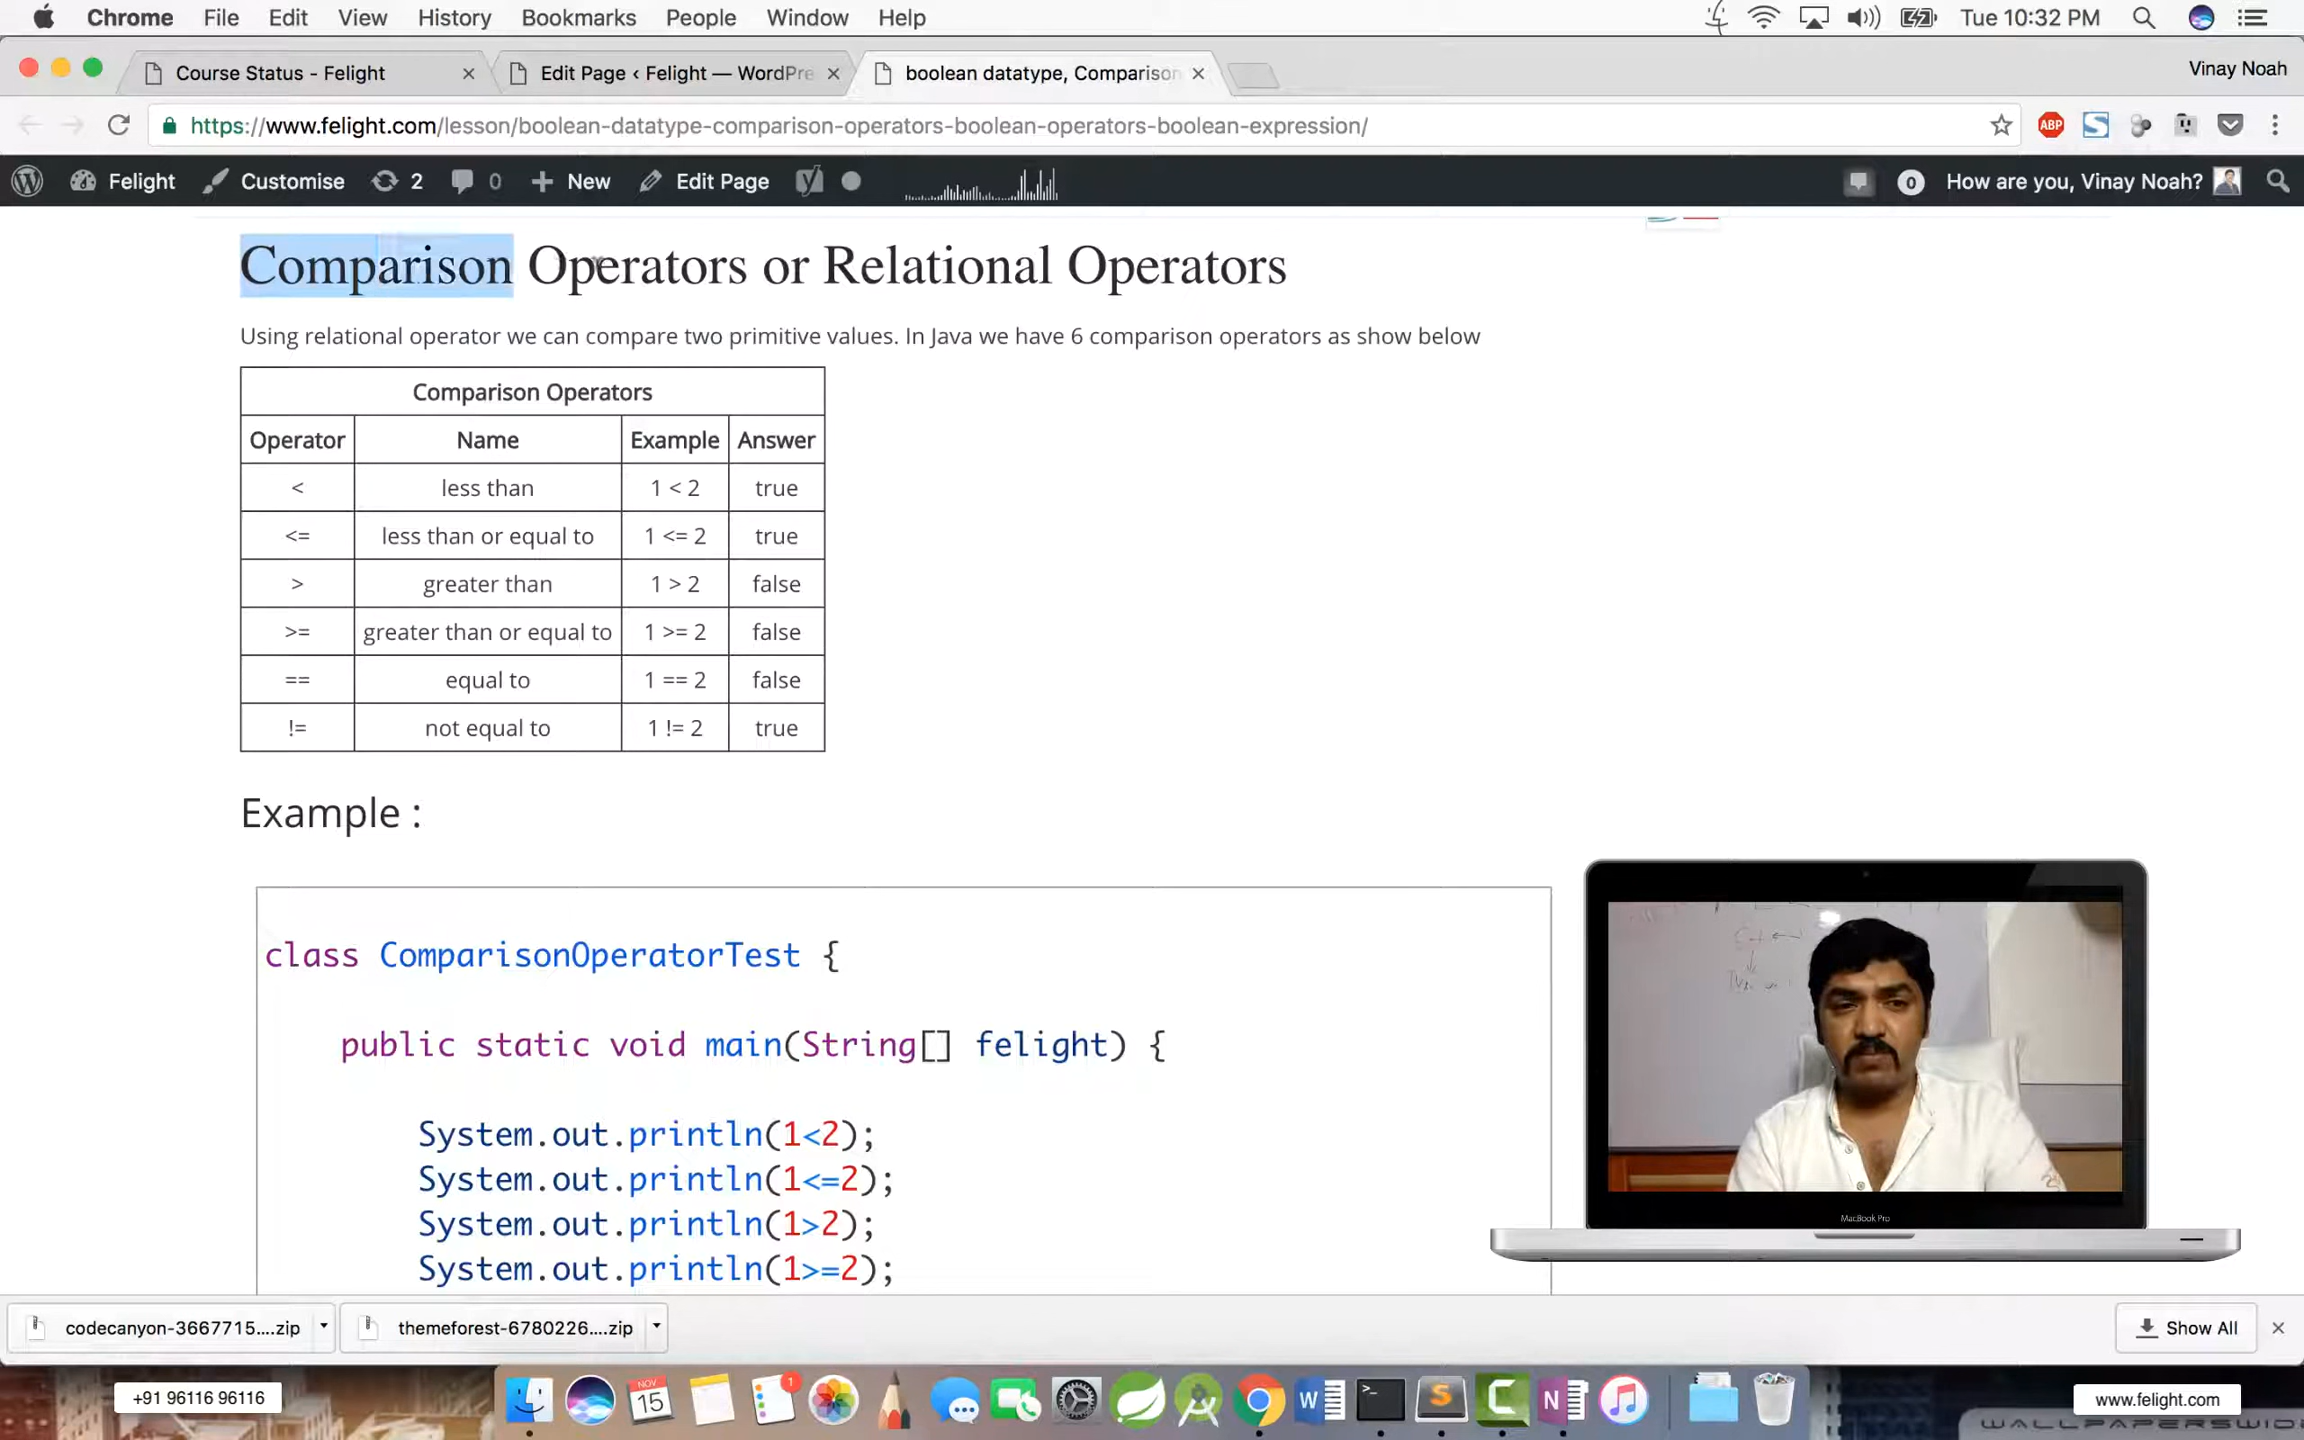 Chrome File Edit View History Bookmarks People Window Help Tue 10:32 PM
Course Status - Felight Edit Page ‹ Felight — WordPre boolean datatype, Comparison Vinay Noah
https://www.felight.com/lesson/boolean-datatype-comparison-operators-boolean-operators-boolean-expression/ ABP
Felight Customise 2 0 New Edit Page 0 How are you, Vinay Noah?
Comparison Operators or Relational Operators
Using relational operator we can compare two primitive values. In Java we have 6 comparison operators as show below
Comparison Operators
Operator Name Example Answer
< less than 1 < 2 true
<= less than or equal to 1 <= 2 true
> greater than 1 > 2 false
>= greater than or equal to 1 >= 2 false
== equal to 1 == 2 false
!= not equal to 1 != 2 true
Example :
class ComparisonOperatorTest {
public static void main(String[] felight) {
System.out.println(1<2);
System.out.println(1<=2);
System.out.println(1>2);
System.out.println(1>=2);
MacBook Pro
codecanyon-3667715....zip themeforest-6780226....zip Show All
NOV
15
1
+91 96116 96116
www.felight.com